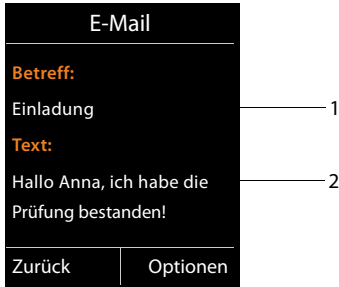 E-Mail
Betreff:
Einladung
1
Text:
Hallo Anna, ich habe die
2
Prüfung bestanden!
Zurück
Optionen